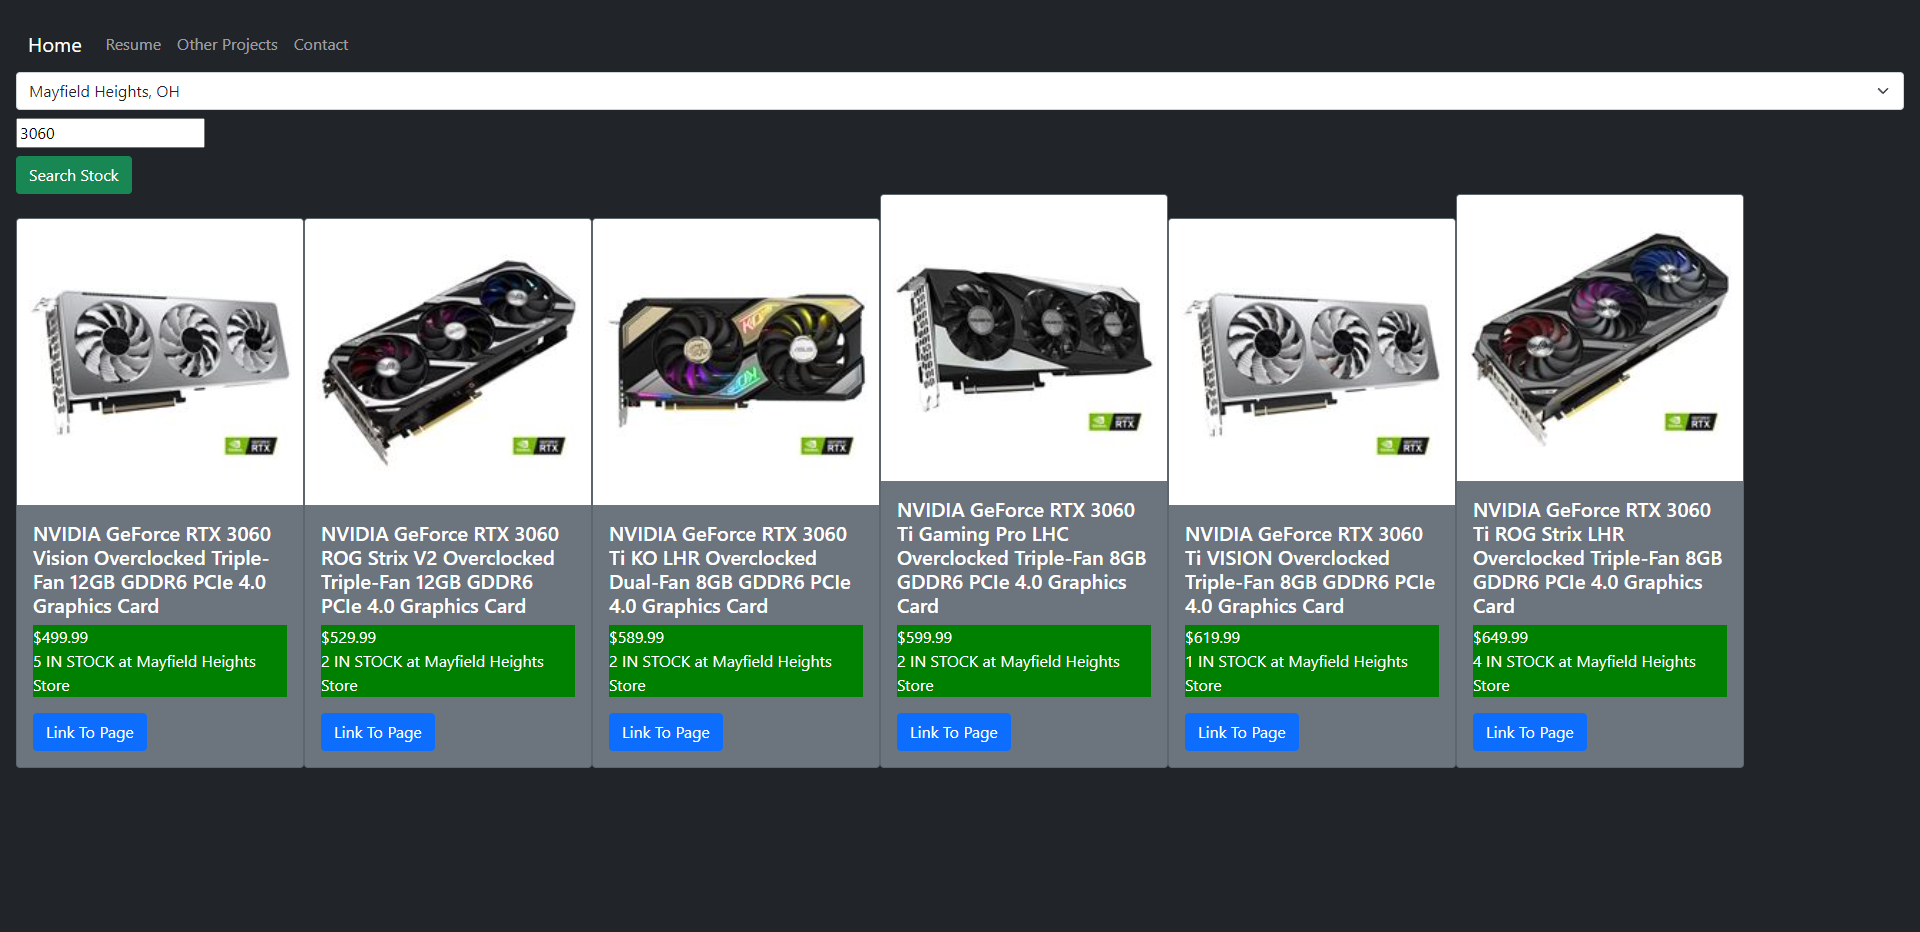 Home Resume Other Projects Contact
Mayfield Heights, OH
3060
Search Stock
RTX
NVIDIA GeForce RTX 3060
Vision Overclocked Triple-
Fan 12GB GDDR6 PCIe 4.0
Graphics Card
$499.99
5 IN STOCK at Mayfield Heights
Store
Link To Page
RTX
NVIDIA GeForce RTX 3060
ROG Strix V2 Overclocked
Triple-Fan 12GB GDDR6
PCIe 4.0 Graphics Card
$529.99
2 IN STOCK at Mayfield Heights
Store
Link To Page
RTX
NVIDIA GeForce RTX 3060
Ti KO LHR Overclocked
Dual-Fan 8GB GDDR6 PCIe
4.0 Graphics Card
$589.99
2 IN STOCK at Mayfield Heights
Store
Link To Page
RTX
NVIDIA GeForce RTX 3060
Ti Gaming Pro LHC
Overclocked Triple-Fan 8GB
GDDR6 PCIe 4.0 Graphics
Card
$599.99
2 IN STOCK at Mayfield Heights
Store
Link To Page
RTX
NVIDIA GeForce RTX 3060
Ti VISION Overclocked
Triple-Fan 8GB GDDR6 PCIe
4.0 Graphics Card
$619.99
1 IN STOCK at Mayfield Heights
Store
Link To Page
RTX
NVIDIA GeForce RTX 3060
Ti ROG Strix LHR
Overclocked Triple-Fan 8GB
GDDR6 PCIe 4.0 Graphics
Card
$649.99
4 IN STOCK at Mayfield Heights
Store
Link To Page